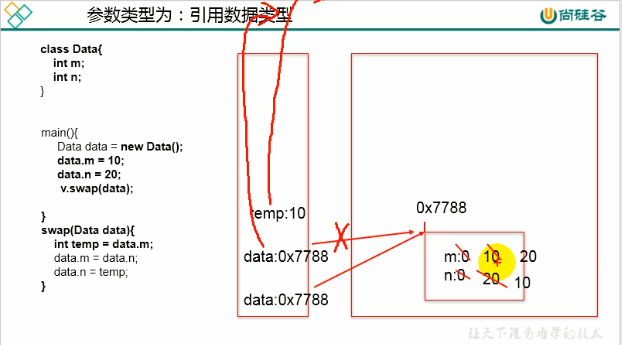 参数类型为：引用数据类型
尚硅谷
class Data{
int m;
int n;
}
main(){
Data data = new Data();
data.m = 10;
data.n = 20;
v.swap(data);
}
swap(Data data){
int temp = data.m;
data.m = data.n;
data.n = temp;
}
temp:10
data:0x7788
data:0x7788
0x7788
m:0 10 20
n:0 20 10
让天下没有难学的技术